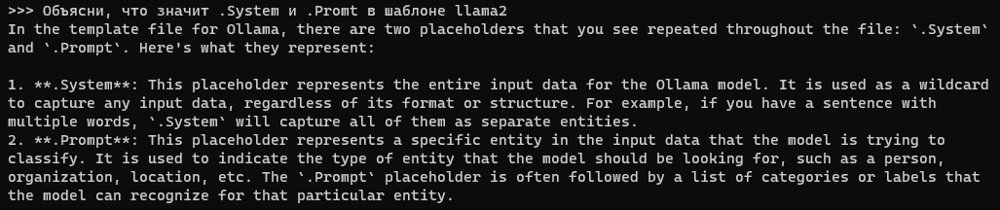 >>> Объясни, что значит .System и .Promt в шаблоне llama2
In the template file for Ollama, there are two placeholders that you see repeated throughout the file: `.System`
and `.Prompt`. Here's what they represent:

1. **.System**: This placeholder represents the entire input data for the Ollama model. It is used as a wildcard
to capture any input data, regardless of its format or structure. For example, if you have a sentence with
multiple words, `.System` will capture all of them as separate entities.
2. **.Prompt**: This placeholder represents a specific entity in the input data that the model is trying to
classify. It is used to indicate the type of entity that the model should be looking for, such as a person,
organization, location, etc. The `.Prompt` placeholder is often followed by a list of categories or labels that
the model can recognize for that particular entity.